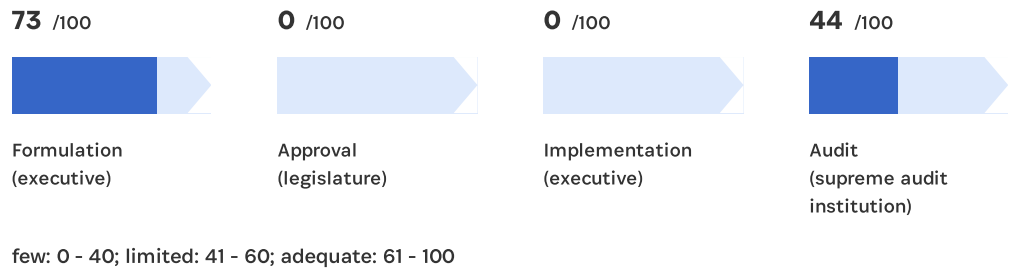 73 /100
0 /100
0 /100
44 /100
Formulation
(executive)
Approval
(legislature)
Implementation
(executive)
Audit
(supreme audit
institution)
few: 0 - 40; limited: 41 - 60; adequate: 61 - 100